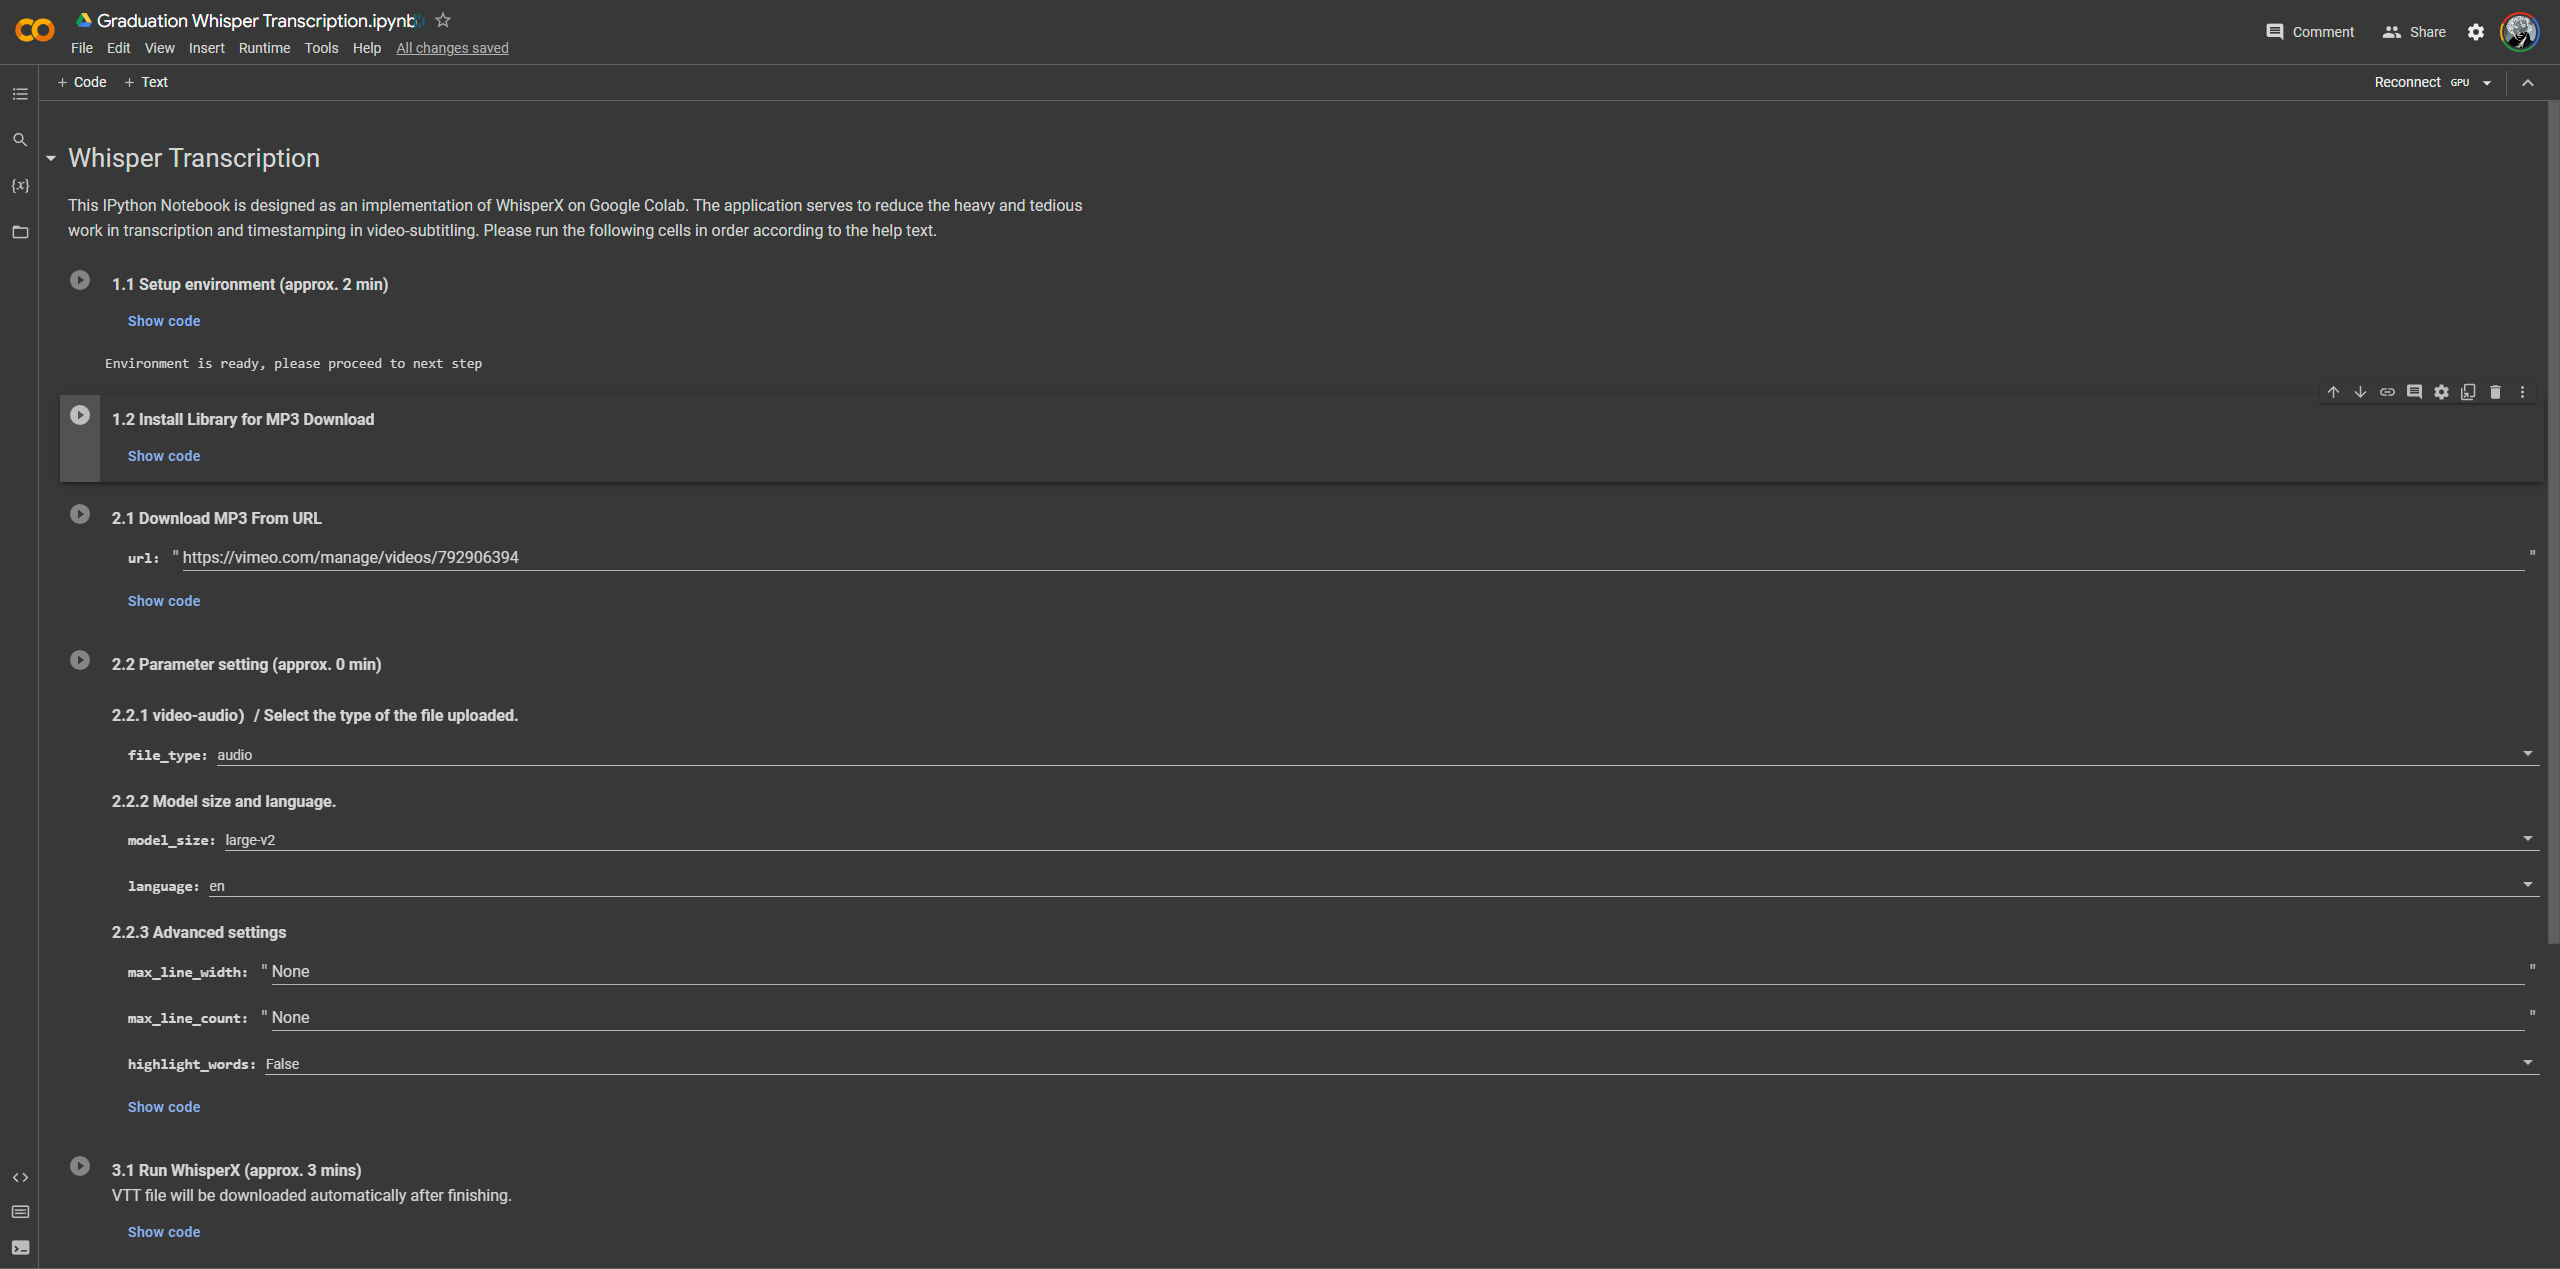 Graduation Whisper Transcription.ipynb
File Edit View Insert Runtime Tools Help All changes saved
Comment Share
+ Code + Text
Reconnect GPU
{x}
Whisper Transcription
This IPython Notebook is designed as an implementation of WhisperX on Google Colab. The application serves to reduce the heavy and tedious
work in transcription and timestamping in video-subtitling. Please run the following cells in order according to the help text.
1.1 Setup environment (approx. 2 min)
Show code
Environment is ready, please proceed to next step
1.2 Install Library for MP3 Download
Show code
2.1 Download MP3 From URL
url: " https://vimeo.com/manage/videos/792906394 "
Show code
2.2 Parameter setting (approx. 0 min)
2.2.1 video-audio) / Select the type of the file uploaded.
file_type: audio
2.2.2 Model size and language.
model_size: large-v2
language: en
2.2.3 Advanced settings
max_line_width: " None "
max_line_count: " None "
highlight_words: False
Show code
3.1 Run WhisperX (approx. 3 mins)
VTT file will be downloaded automatically after finishing.
Show code